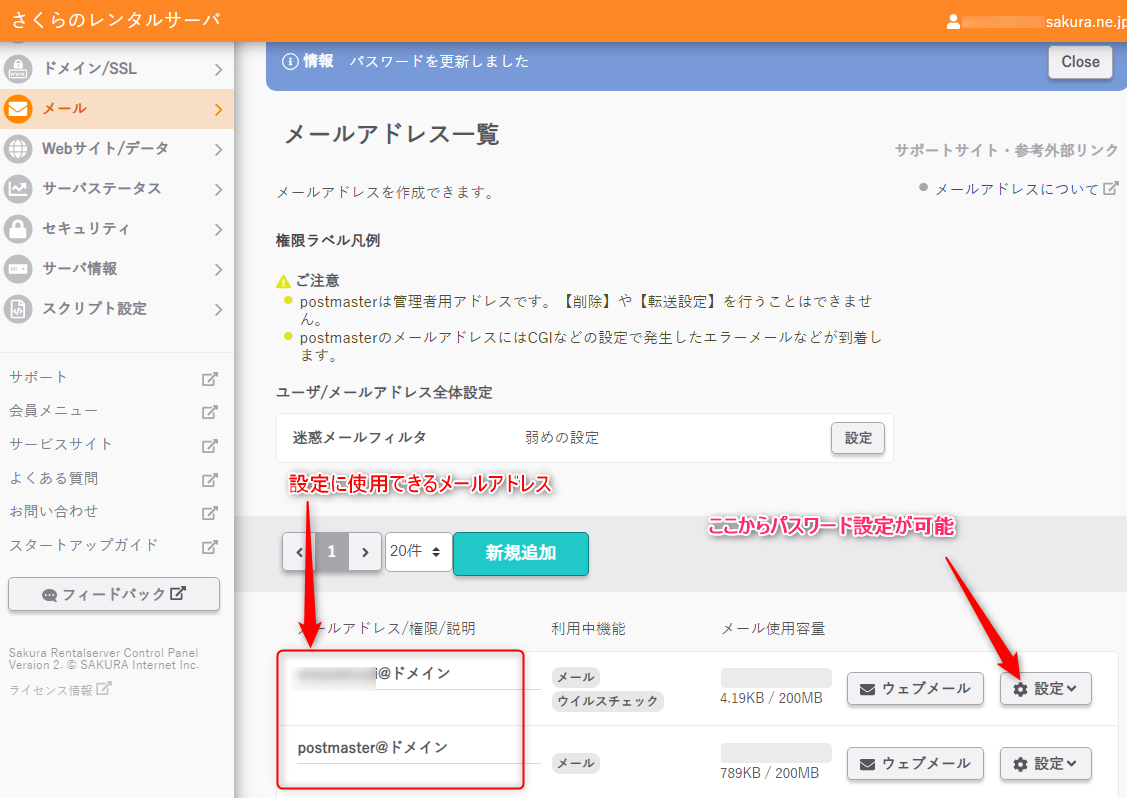 さくらのレンタルサーバ
sakura.ne.jp
ドメイン/SSL
メール
Webサイト/データ
サーバステータス
セキュリティ
サーバ情報
スクリプト設定
サポート
会員メニュー
サービスサイト
よくある質問
お問い合わせ
スタートアップガイド
フィードバック
Sakura Rentalserver Control Panel
Version 2. © SAKURA Internet Inc.
ライセンス情報
情報 パスワードを更新しました
Close
メールアドレス一覧
サポートサイト・参考外部リンク
メールアドレスについて
メールアドレスを作成できます。
権限ラベル凡例
ご注意
postmasterは管理者用アドレスです。【削除】や【転送設定】を行うことはできませ
ん。
postmasterのメールアドレスにはCGIなどの設定で発生したエラーメールなどが到着し
ます。
ユーザ/メールアドレス全体設定
迷惑メールフィルタ 弱めの設定 設定
設定に使用できるメールアドレス
ここからパスワード設定が可能
1 20件 新規追加
メールアドレス/権限/説明 利用中機能 メール使用容量
i@ドメイン
メール
ウイルスチェック
4.19KB / 200MB
ウェブメール
設定
postmaster@ドメイン
メール
789KB / 200MB
ウェブメール
設定